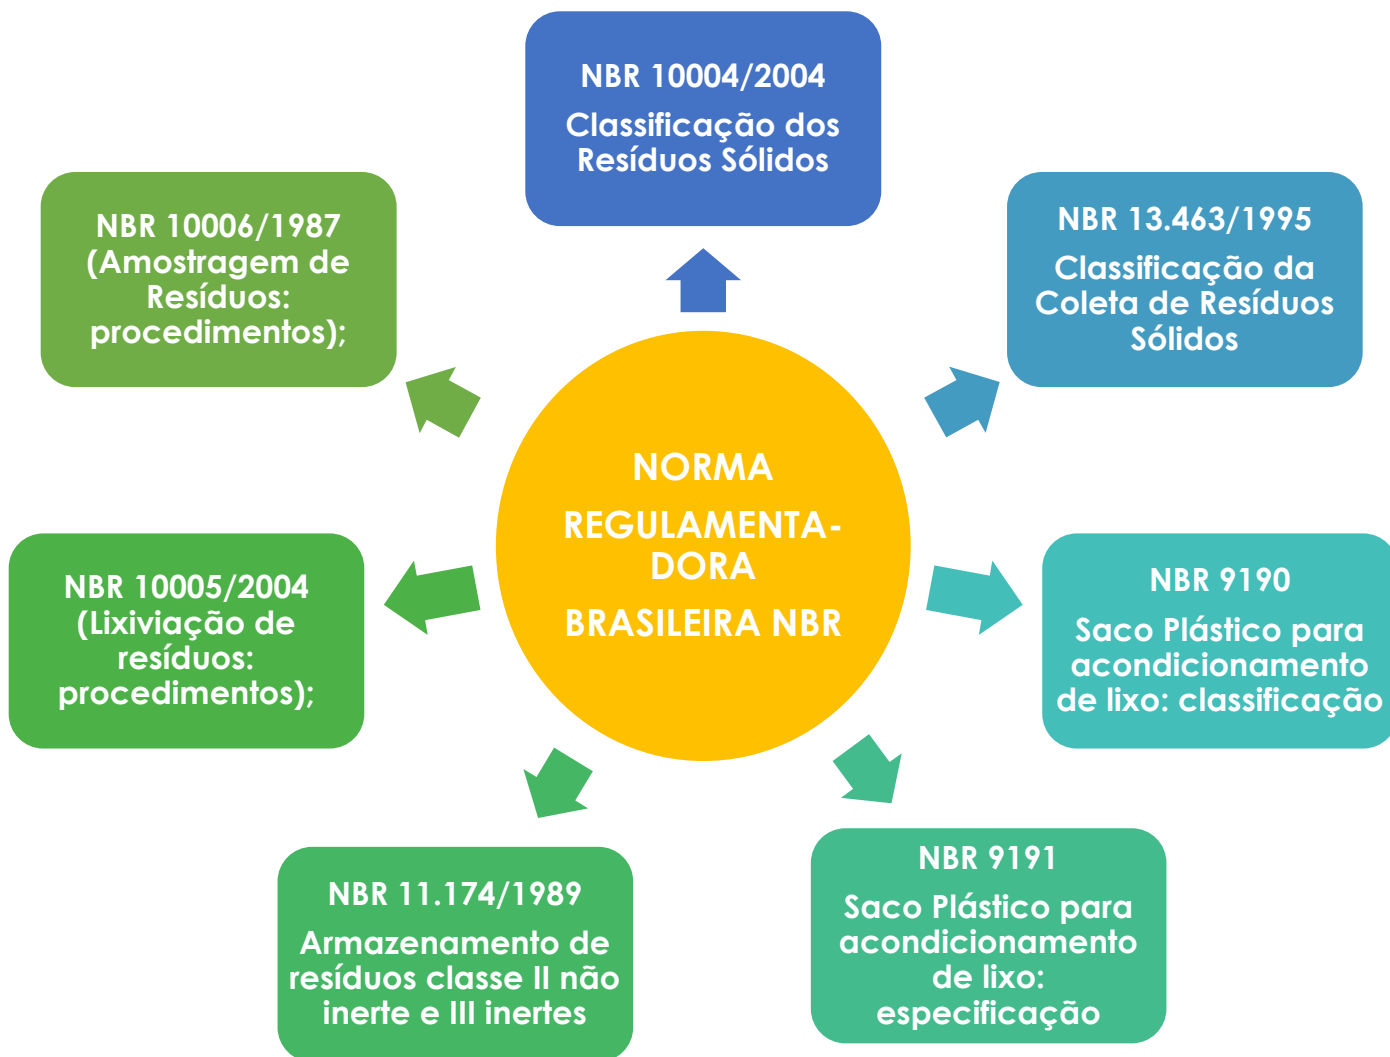 NBR 10004/2004
Classificação dos
Resíduos Sólidos
NBR 13.463/1995
Classificação da
Coleta de Resíduos
Sólidos
NBR 9190
Saco Plástico para
acondicionamento
de lixo: classificação
NBR 9191
Saco Plástico para
acondicionamento
de lixo:
especificação
NBR 11.174/1989
Armazenamento de
resíduos classe II não
inerte e III inertes
NBR 10005/2004
(Lixiviação de
resíduos:
procedimentos);
NBR 10006/1987
(Amostragem de
Resíduos:
procedimentos);
NORMA
REGULAMENTA-
DORA
BRASILEIRA NBR